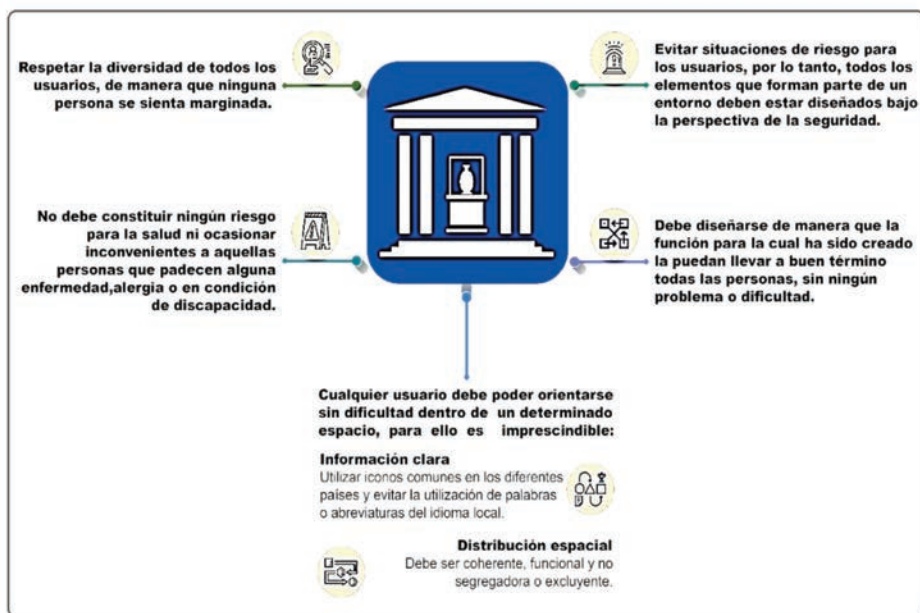 Respetar la diversidad de todos los
usuarios, de manera que ninguna
persona se sienta marginada.
Evitar situaciones de riesgo para
los usuarios, por lo tanto, todos los
elementos que forman parte de un
entorno deben estar diseñados bajo
la perspectiva de la seguridad.
No debe constituir ningún riesgo
para la salud ni ocasionar
inconvenientes a aquellas
personas que padecen alguna
enfermedad,alergia o en condición
de discapacidad.
Debe diseñarse de manera que la
función para la cual ha sido creado
la puedan llevar a buen término
todas las personas, sin ningún
problema o dificultad.
Cualquier usuario debe poder orientarse
sin dificultad dentro de un determinado
espacio, para ello es imprescindible:
Información clara
Utilizar iconos comunes en los diferentes
países y evitar la utilización de palabras
o abreviaturas del idioma local.
Distribución espacial
Debe ser coherente, funcional y no
segregadora o excluyente.